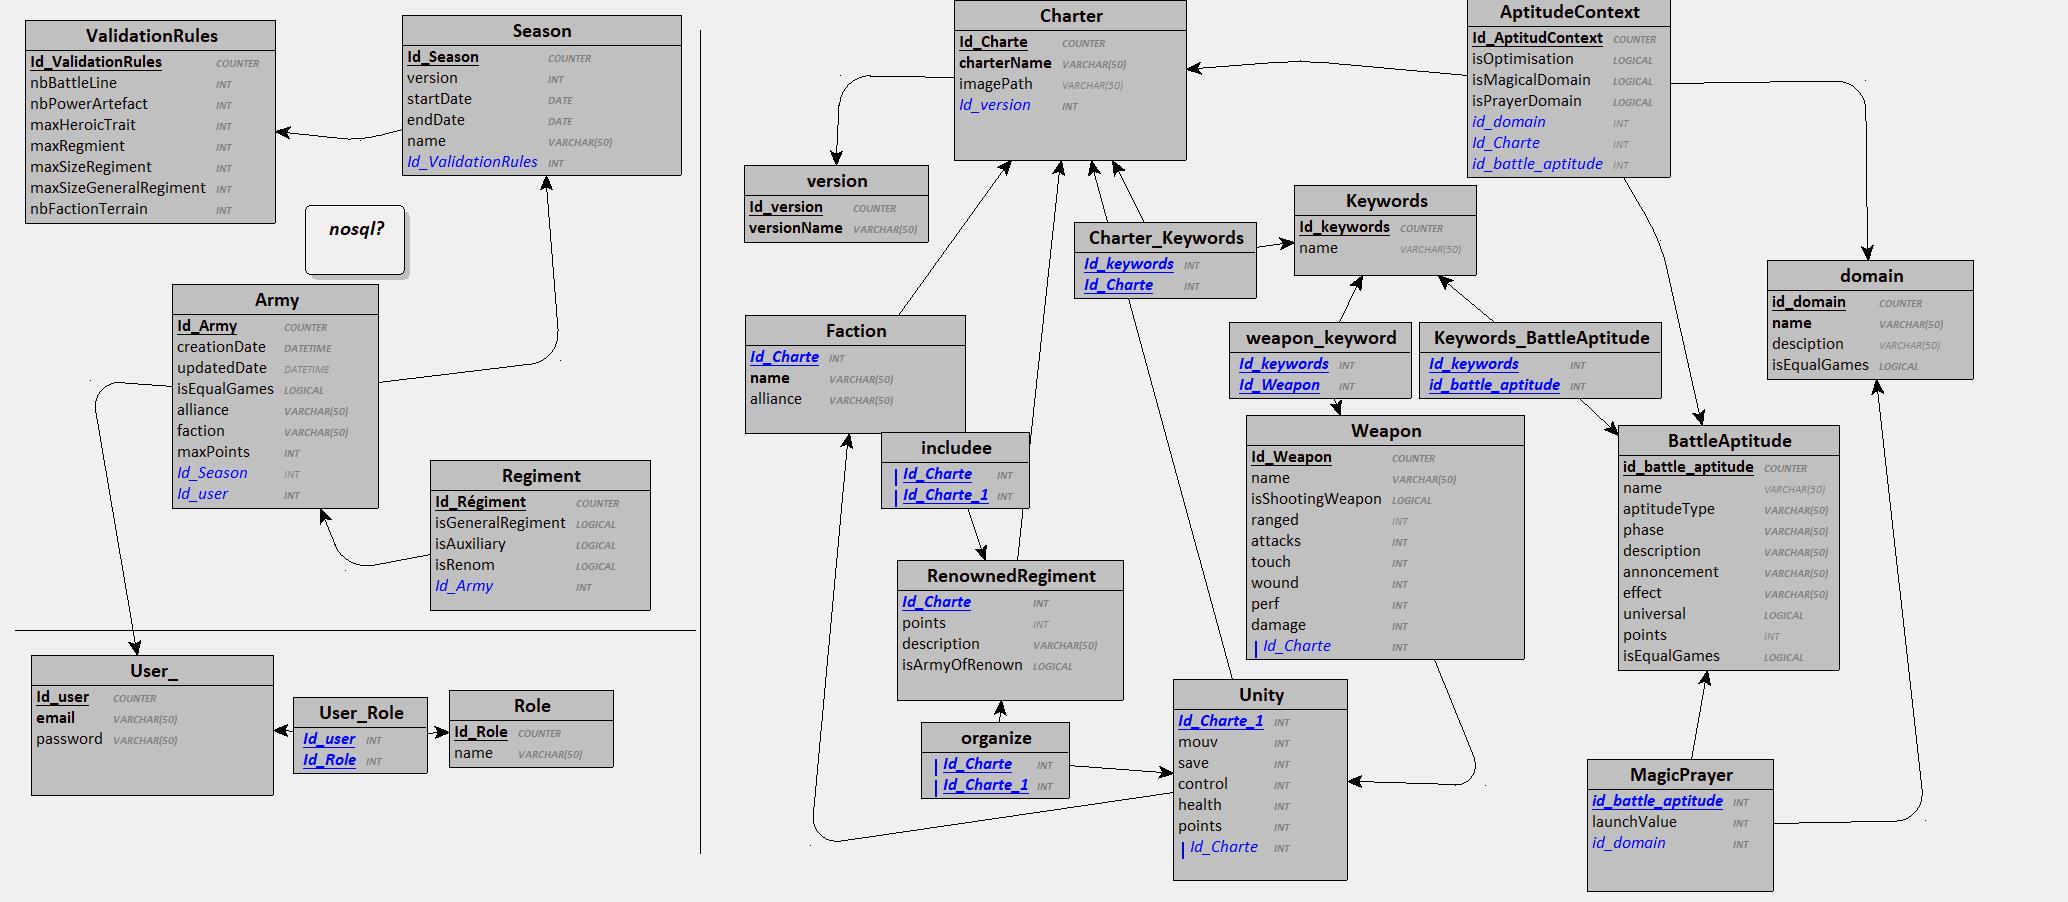 ValidationRules
Id_ValidationRules COUNTER
nbBattleLine INT
nbPowerArtefact INT
maxHeroicTrait INT
maxRegmient INT
maxSizeRegiment INT
maxSizeGeneralRegiment INT
nbFactionTerrain INT
Season
Id_Season COUNTER
version INT
startDate DATE
endDate DATE
name VARCHAR(50)
Id_ValidationRules INT
nosql?
Army
Id_Army COUNTER
creationDate DATETIME
updatedDate DATETIME
isEqualGames LOGICAL
alliance VARCHAR(50)
faction VARCHAR(50)
maxPoints INT
Id_Season INT
Id_user INT
Regiment
Id_Régiment COUNTER
isGeneralRegiment LOGICAL
isAuxiliary LOGICAL
isRenom LOGICAL
Id_Army INT
User_
Id_user COUNTER
email VARCHAR(50)
password VARCHAR(50)
User_Role
Id_user INT
Id_Role INT
Role
Id_Role COUNTER
name VARCHAR(50)
Charter
Id_Charte COUNTER
charterName VARCHAR(50)
imagePath VARCHAR(50)
Id_version INT
AptitudeContext
Id_AptitudContext COUNTER
isOptimisation LOGICAL
isMagicalDomain LOGICAL
isPrayerDomain LOGICAL
id_domain INT
Id_Charte INT
id_battle_aptitude INT
version
Id_version COUNTER
versionName VARCHAR(50)
Charter_Keywords
Id_keywords INT
Id_Charte INT
Keywords
Id_keywords COUNTER
name VARCHAR(50)
domain
id_domain COUNTER
name VARCHAR(50)
desciption VARCHAR(50)
isEqualGames LOGICAL
Faction
Id_Charte INT
name VARCHAR(50)
alliance VARCHAR(50)
weapon_keyword
Id_keywords INT
Id_Weapon INT
Keywords_BattleAptitude
Id_keywords INT
id_battle_aptitude INT
includee
Id_Charte INT
Id_Charte_1 INT
Weapon
Id_Weapon COUNTER
name VARCHAR(50)
isShootingWeapon LOGICAL
ranged INT
attacks INT
touch INT
wound INT
perf INT
damage INT
Id_Charte INT
BattleAptitude
id_battle_aptitude COUNTER
name VARCHAR(50)
aptitudeType VARCHAR(50)
phase VARCHAR(50)
description VARCHAR(50)
annoncement VARCHAR(50)
effect VARCHAR(50)
universal LOGICAL
points INT
isEqualGames LOGICAL
RenownedRegiment
Id_Charte INT
points INT
description VARCHAR(50)
isArmyOfRenown LOGICAL
organize
Id_Charte INT
Id_Charte_1 INT
Unity
Id_Charte_1 INT
mouv INT
save INT
control INT
health INT
points INT
Id_Charte INT
MagicPrayer
id_battle_aptitude INT
launchValue INT
id_domain INT